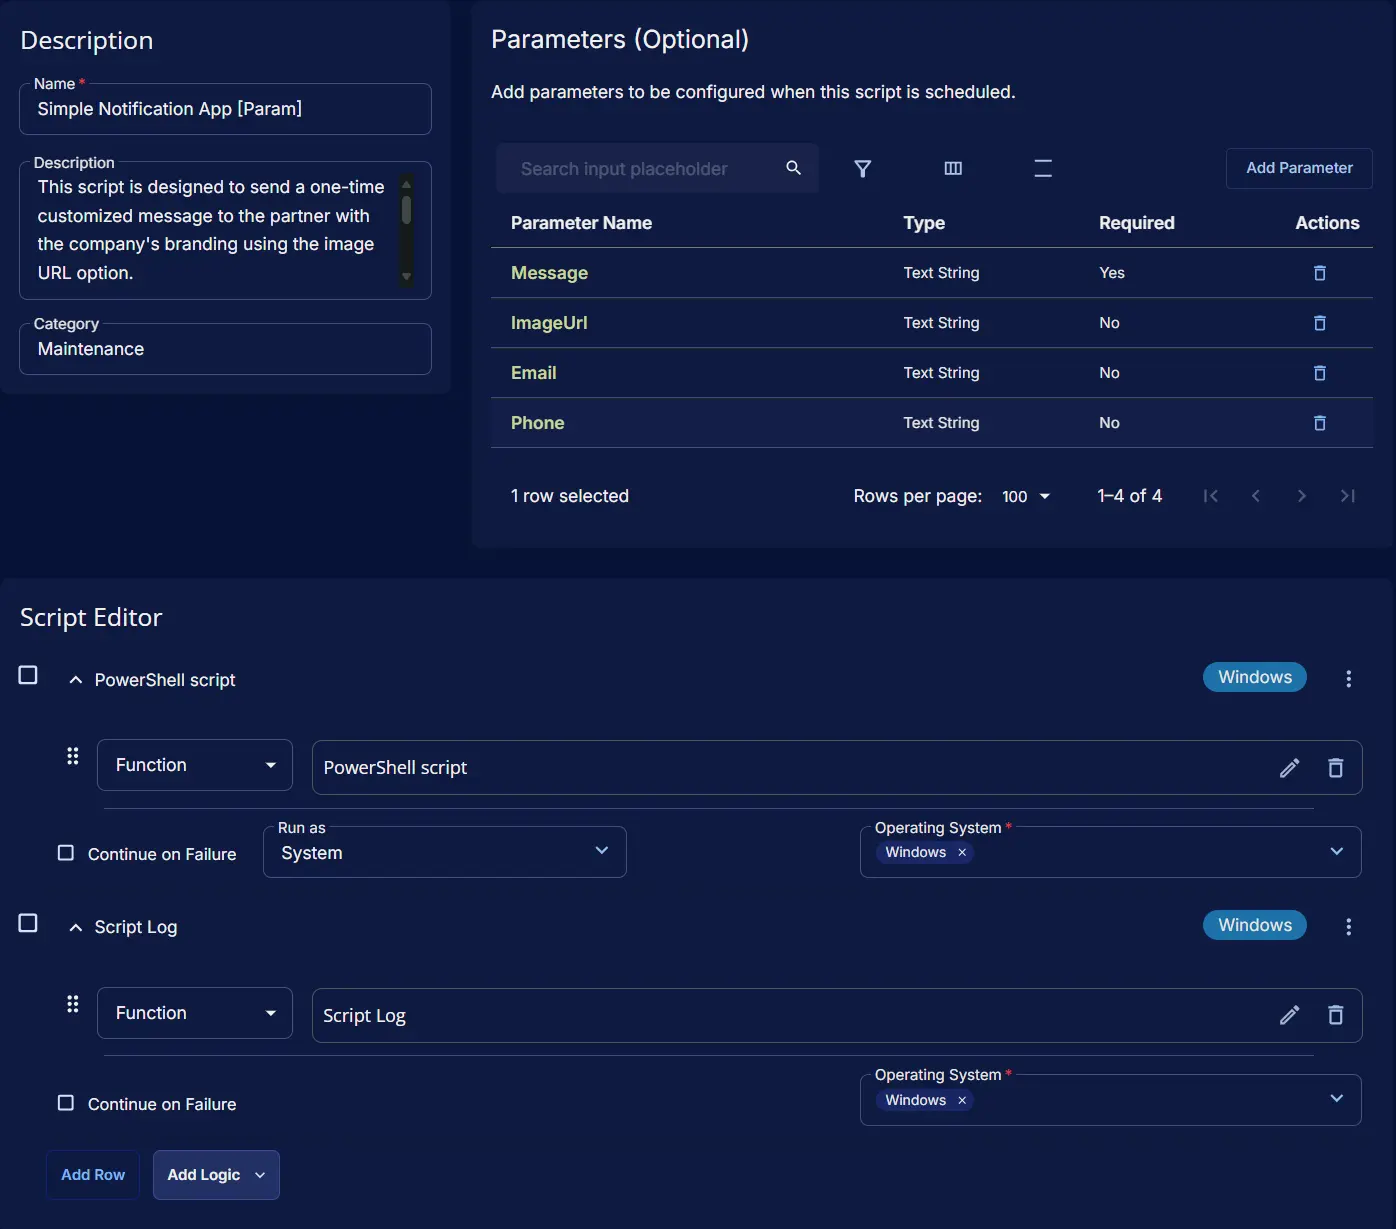 Description
Name *
Simple Notification App [Param]
Description
This script is designed to send a one-time
customized message to the partner with
the company's branding using the image
URL option.
Category
Maintenance
Parameters (Optional)
Add parameters to be configured when this script is scheduled.
Search input placeholder
Add Parameter
Parameter Name Type Required Actions
Message Text String Yes
ImageUrl Text String No
Email Text String No
Phone Text String No
1 row selected Rows per page: 100 1–4 of 4
Script Editor
PowerShell script Windows
Function PowerShell script
Continue on Failure
Run as
System
Operating System *
Windows
Script Log Windows
Function Script Log
Continue on Failure
Operating System *
Windows
Add Row Add Logic